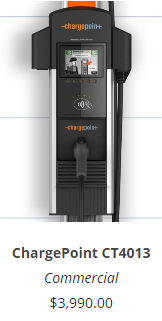 chargepoin+
chargepoin+
ChargePoint CT4013
Commercial
$3,990.00